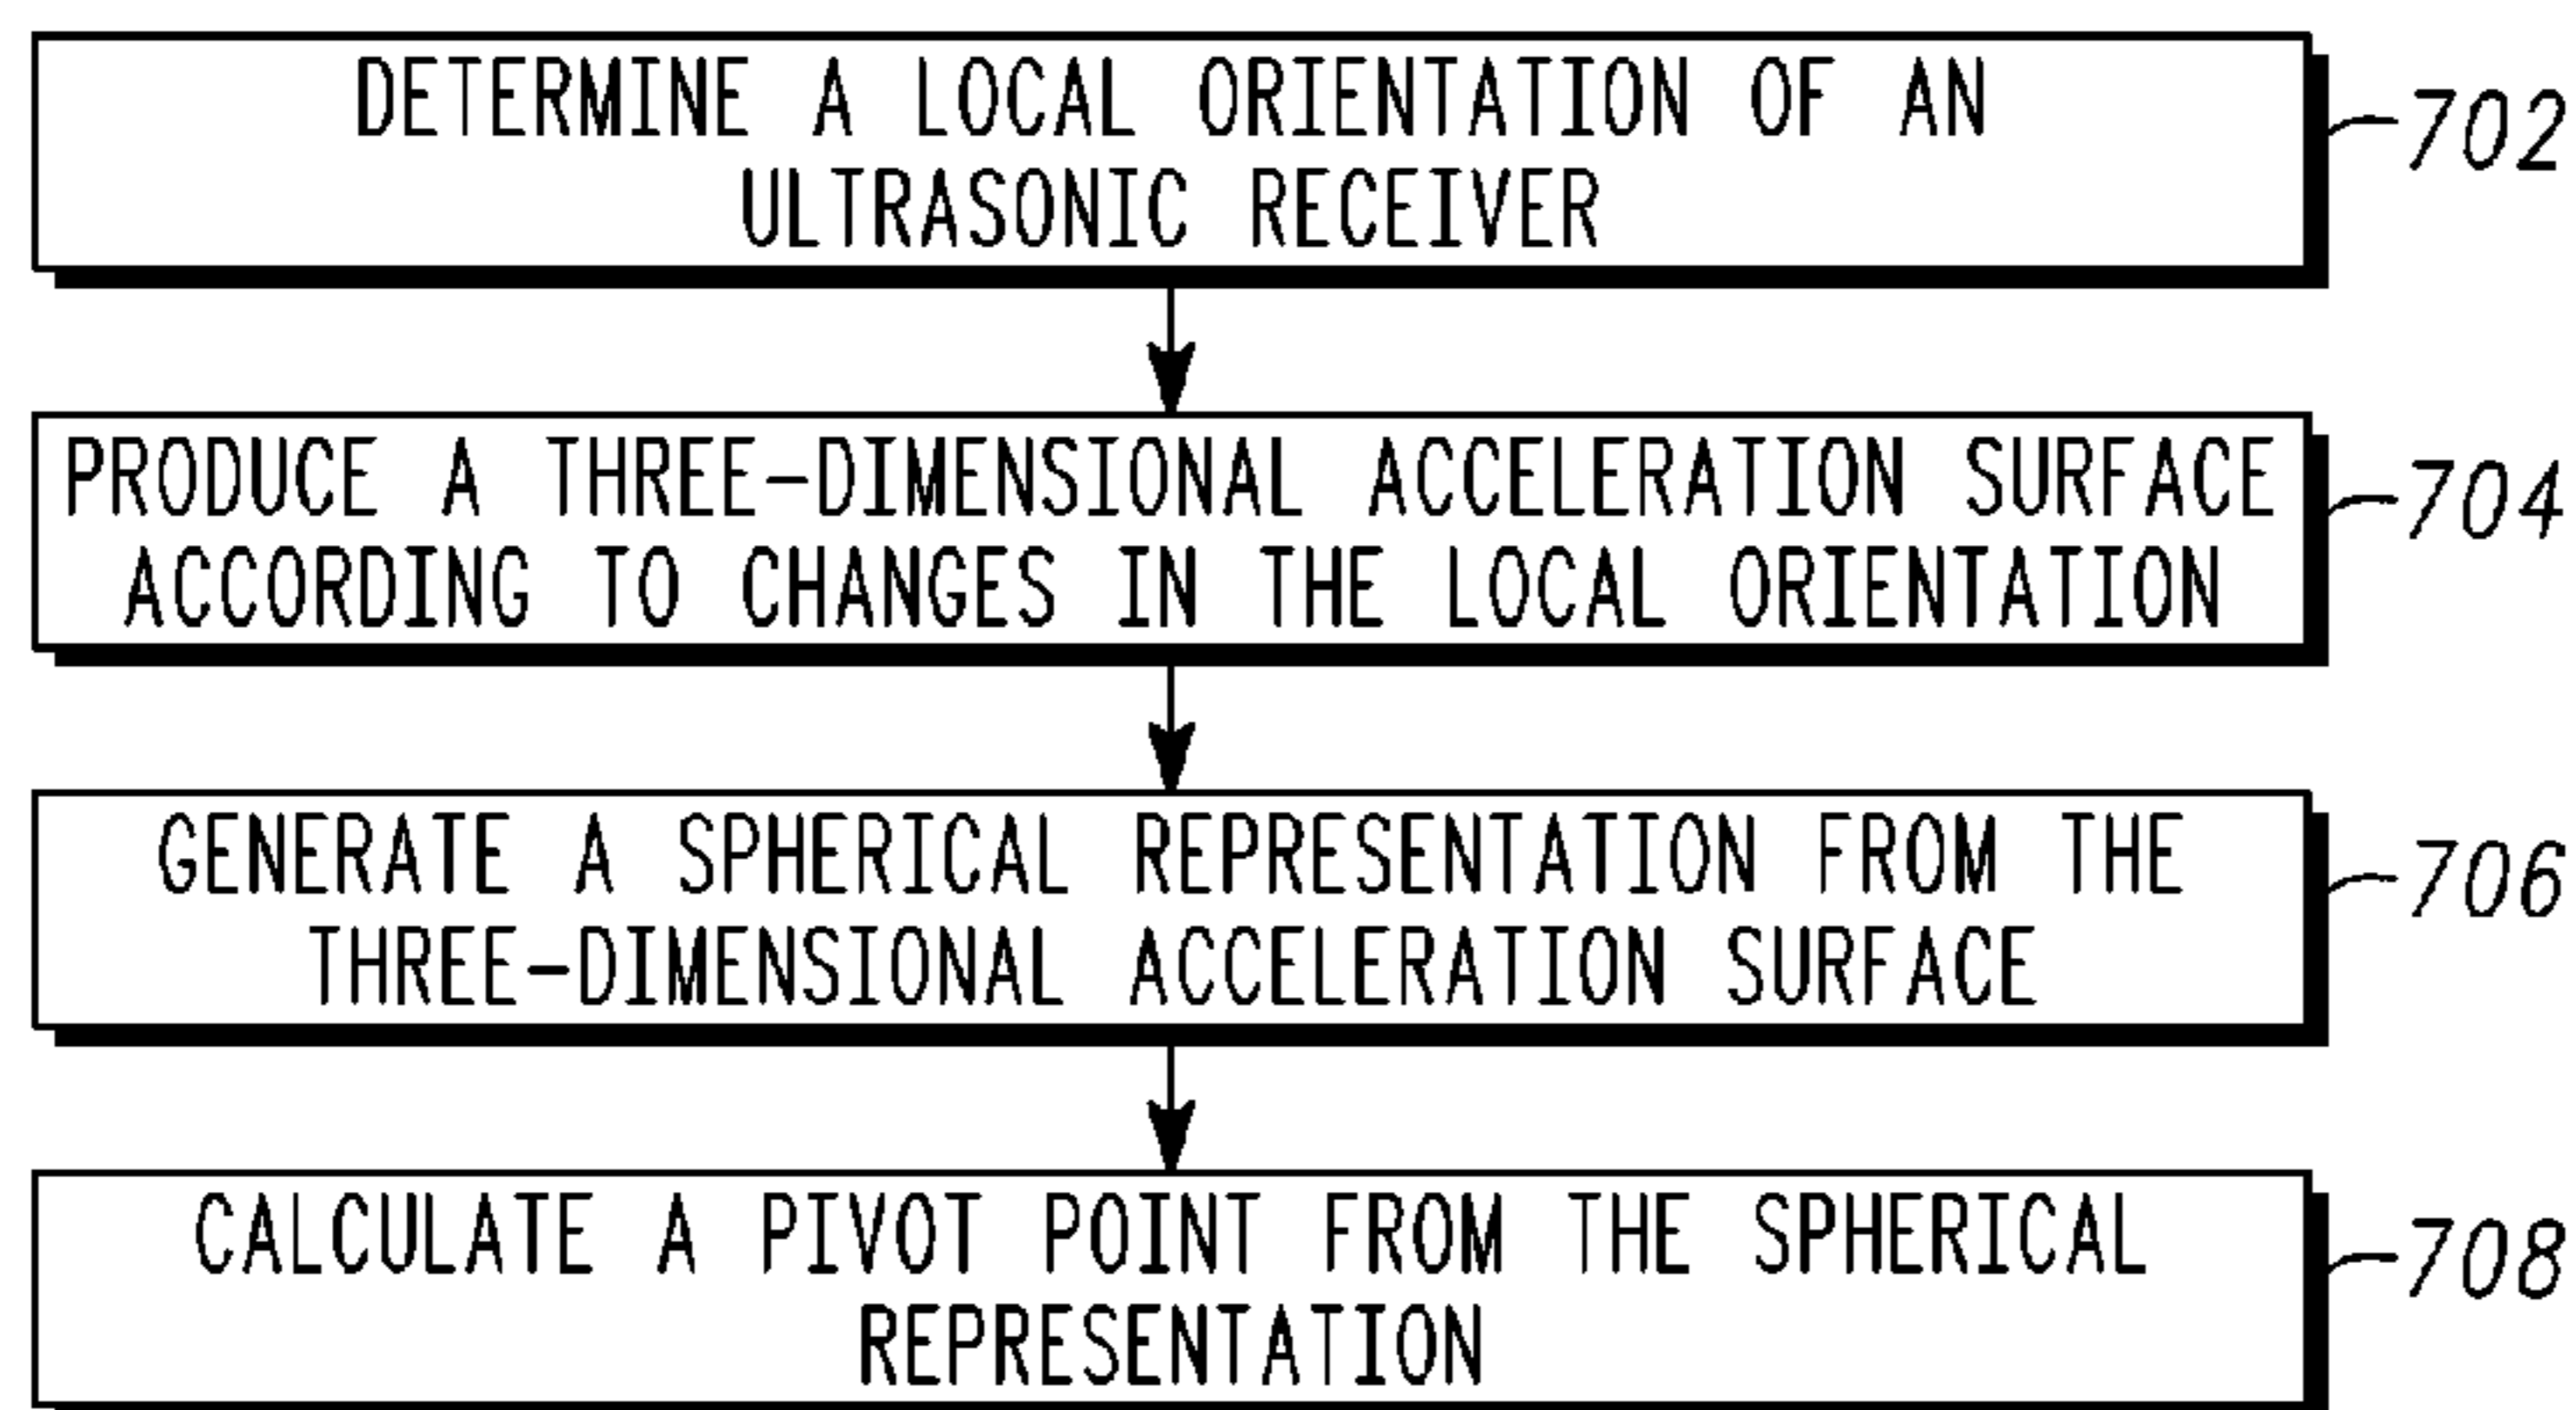 DETERMINE A LOCAL ORIENTATION OF AN
ULTRASONIC RECEIVER
702
PRODUCE A THREE-DIMENSIONAL ACCELERATION SURFACE
ACCORDING TO CHANGES IN THE LOCAL ORIENTATION
704
GENERATE A SPHERICAL REPRESENTATION FROM THE
THREE-DIMENSIONAL ACCELERATION SURFACE
706
CALCULATE A PIVOT POINT FROM THE SPHERICAL
REPRESENTATION
708